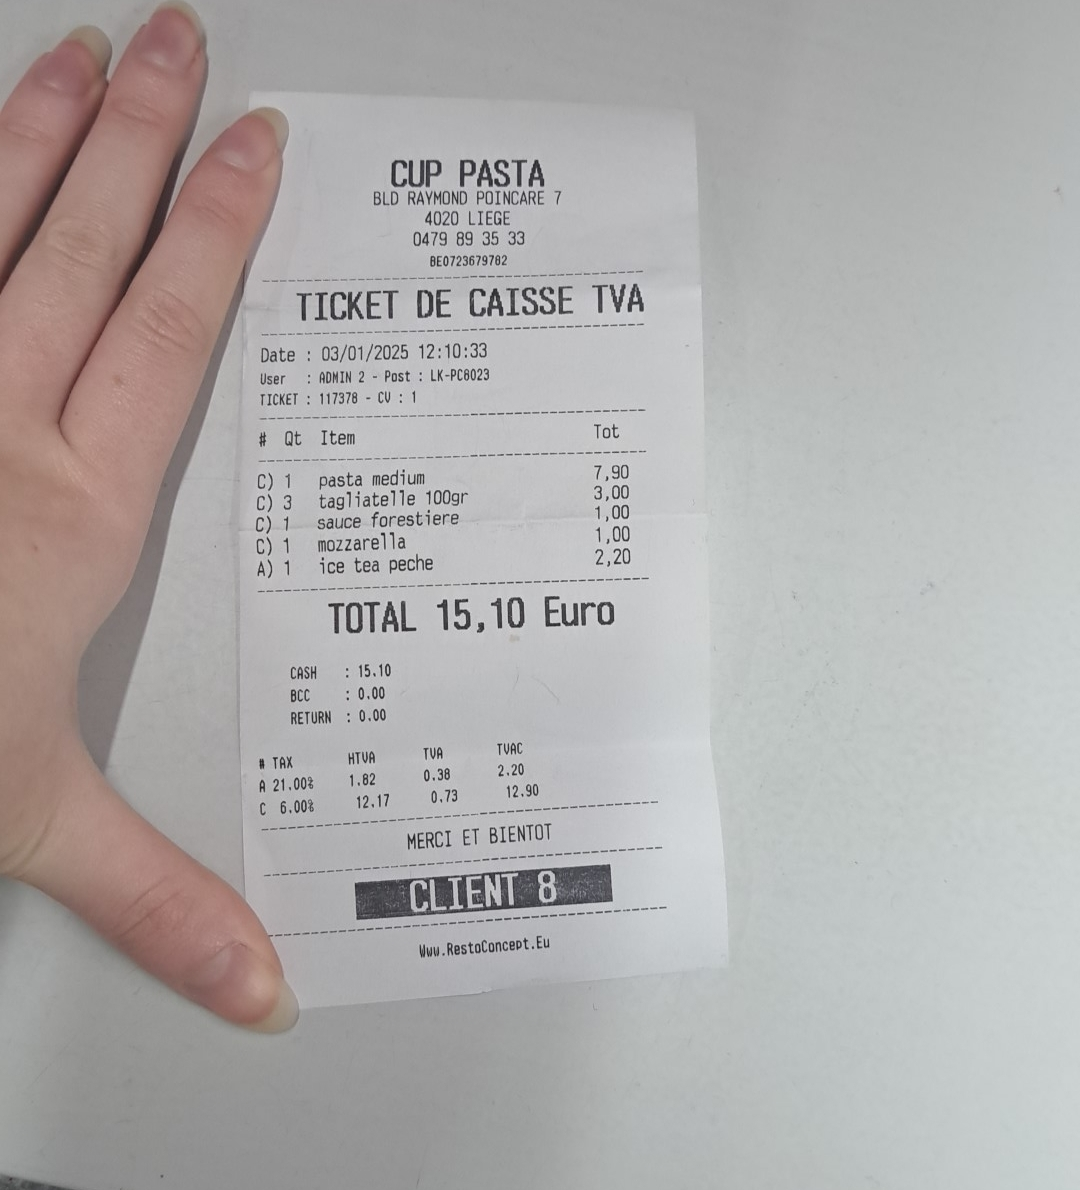 CUP PASTA
BLD RAYMOND POINCARE 7
4020 LIEGE
0479 89 35 33
BE0723679782
TICKET DE CAISSE TVA
Date : 03/01/2025 12:10:33
User : ADMIN 2 - Post : LK-PC8023
TICKET : 117378 - CU : 1
# Qt Item Tot
C) 1 pasta medium 7,90
C) 3 tagliatelle 100gr 3,00
C) 1 sauce forestiere 1,00
C) 1 mozzarella 1,00
A) 1 ice tea peche 2,20
TOTAL 15,10 Euro
CASH : 15.10
BCC : 0.00
RETURN : 0.00
# TAX HTVA TVA TVAC
A 21.00% 1.82 0.38 2.20
C 6.00% 12.17 0.73 12.90
MERCI ET BIENTOT
CLIENT 8
Www.RestoConcept.Eu